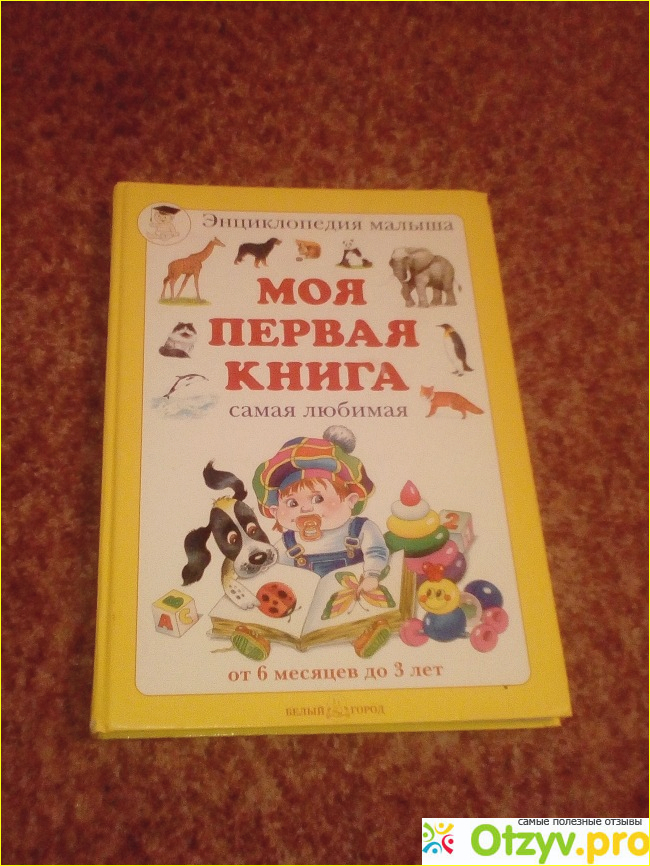 Энциклопедия малыша
МОЯ
ПЕРВАЯ
КНИГА
самая любимая
2
В
А С
от 6 месяцев до 3 лет
БЕЛЫЙ ГОРОД
самые полезные отзывы
Otzyv.pro